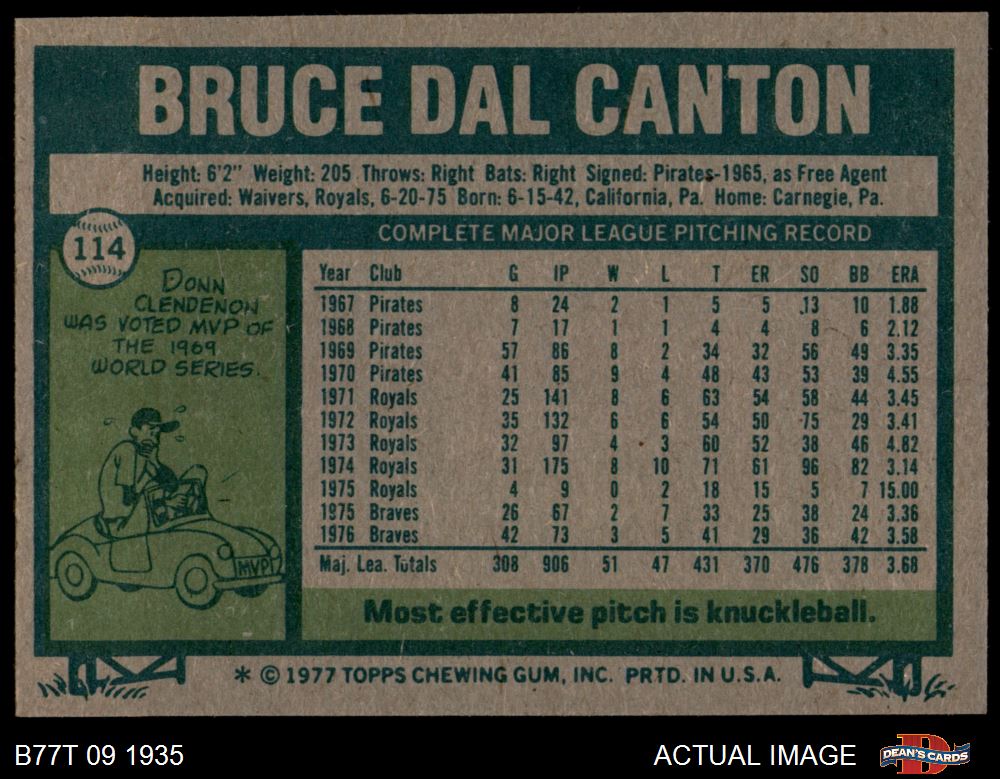 BRUCE DAL CANTON
Height: 6'2" Weight: 205 Throws: Right Bats: Right Signed: Pirates-1965, as Free Agent
Acquired: Waivers, Royals, 6-20-75 Born: 6-15-42, California, Pa. Home: Carnegie, Pa.
114
COMPLETE MAJOR LEAGUE PITCHING RECORD
DONN
CLENDENON
WAS VOTED MVP OF
THE 1969
WORLD SERIES.
MVP
Year Club G IP W L T ER SO BB ERA
1967 Pirates 8 24 2 1 5 5 13 10 1.88
1968 Pirates 7 17 1 1 4 4 8 6 2.12
1969 Pirates 57 86 8 2 34 32 56 49 3.35
1970 Pirates 41 85 9 4 48 43 53 39 4.55
1971 Royals 25 141 8 6 63 54 58 44 3.45
1972 Royals 35 132 6 6 54 50 75 29 3.41
1973 Royals 32 97 4 3 60 52 38 46 4.82
1974 Royals 31 175 8 10 71 61 96 82 3.14
1975 Royals 4 9 0 2 18 15 5 7 15.00
1975 Braves 26 67 2 7 33 25 38 24 3.36
1976 Braves 42 73 3 5 41 29 36 42 3.58
Maj. Lea. Totals 308 906 51 47 431 370 476 378 3.68
Most effective pitch is knuckleball.
* © 1977 TOPPS CHEWING GUM, INC. PRTD. IN U.S.A.
B77T 09 1935
ACTUAL IMAGE
D
DEAN'S CARDS